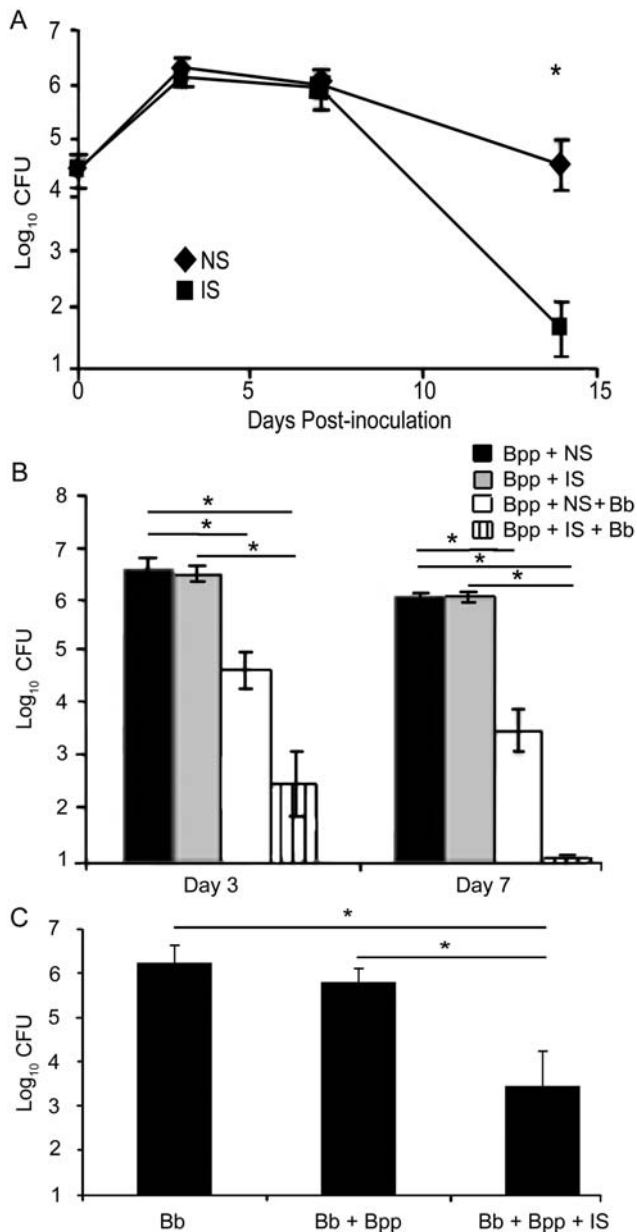 A
7
6
5
4
3
2
1
Log10 CFU
*
NS
IS
0 5 10 15
Days Post-inoculation
B
Bpp + NS
Bpp + IS
Bpp + NS + Bb
Bpp + IS + Bb
8
7
6
5
4
3
2
1
Log10 CFU
*
*
*
*
*
*
Day 3 Day 7
C
7
6
5
4
3
2
1
Log10 CFU
*
*
Bb Bb + Bpp Bb + Bpp + IS